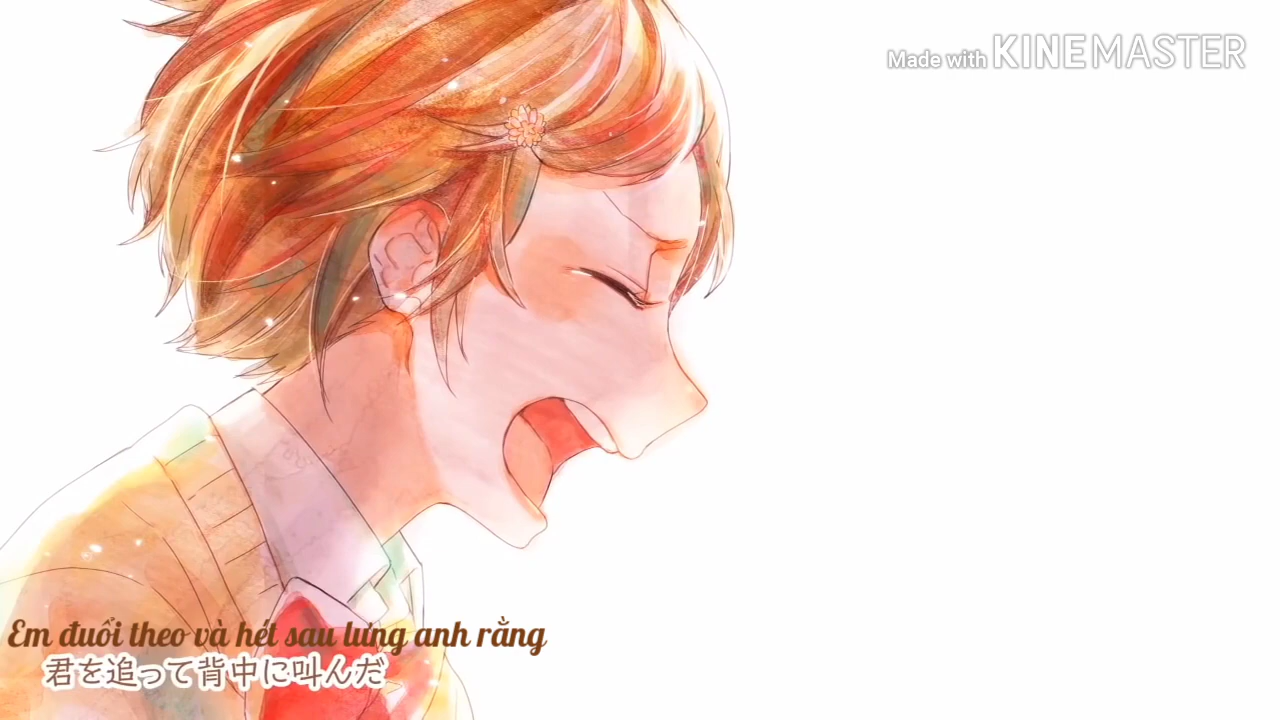 Made with KINEMASTER
Em đuổi theo và hét sau lưng anh rằng
君を追って背中に叫んだ